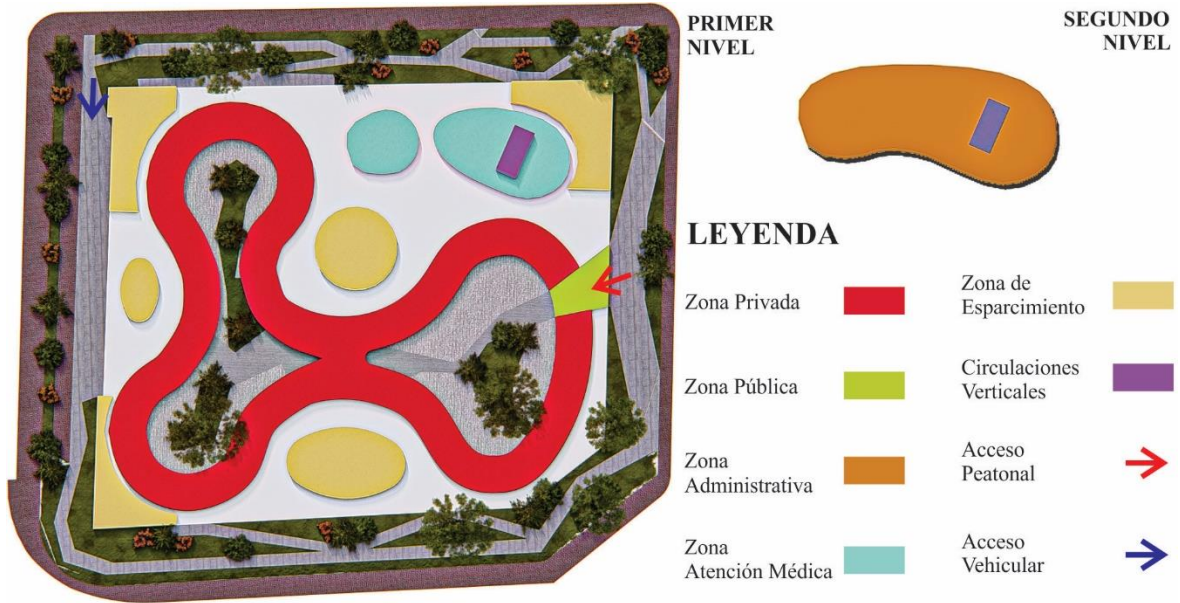 PRIMER
NIVEL
SEGUNDO
NIVEL
LEYENDA
Zona Privada
Zona de
Esparcimiento
Zona Pública
Circulaciones
Verticales
Zona
Administrativa
Acceso
Peatonal
Zona
Atención Médica
Acceso
Vehicular